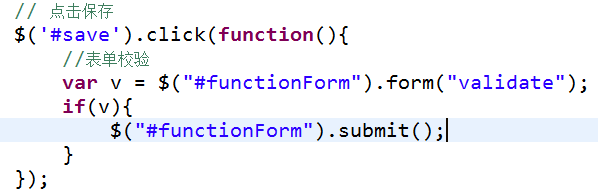 // 点击保存
$('#save').click(function(){
//表单校验
var v = $("#functionForm").form("validate");
if(v){
$("#functionForm").submit();
}
});